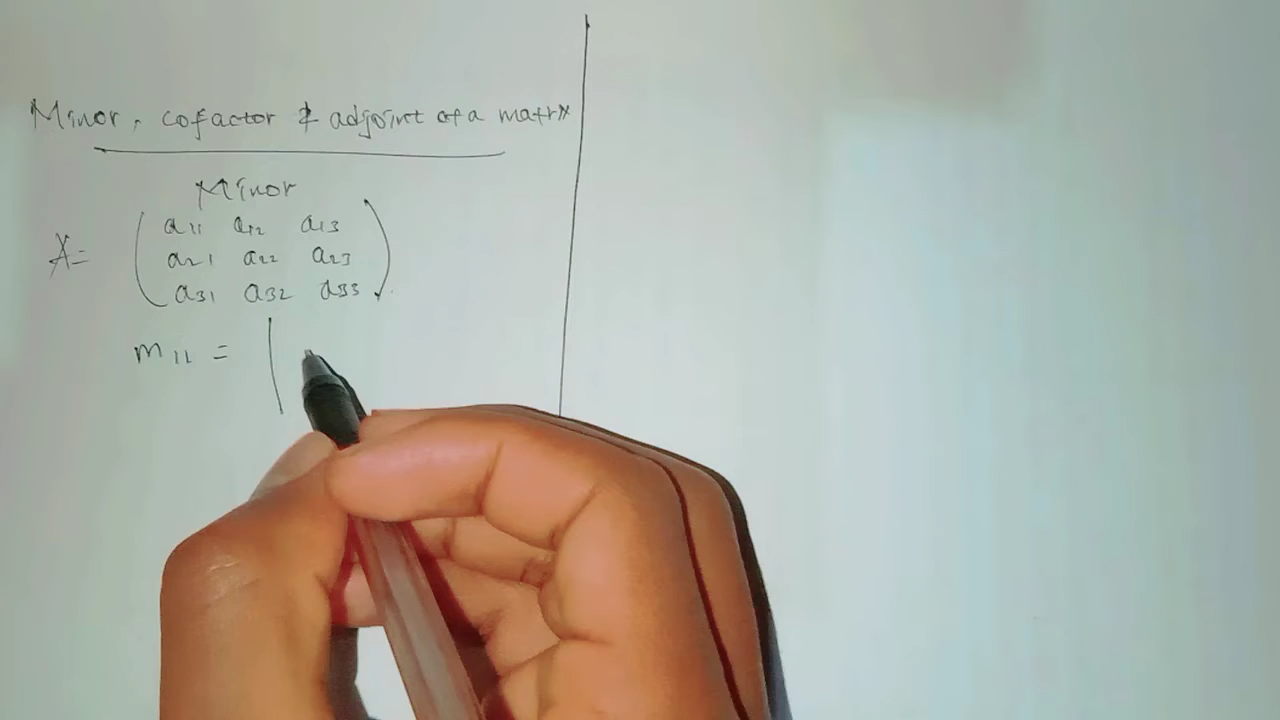 Minor, cofactor & adjoint of a matrix
Minor
A = ( a11 a12 a13
a21 a22 a23
a31 a32 a33 )
m11 = |